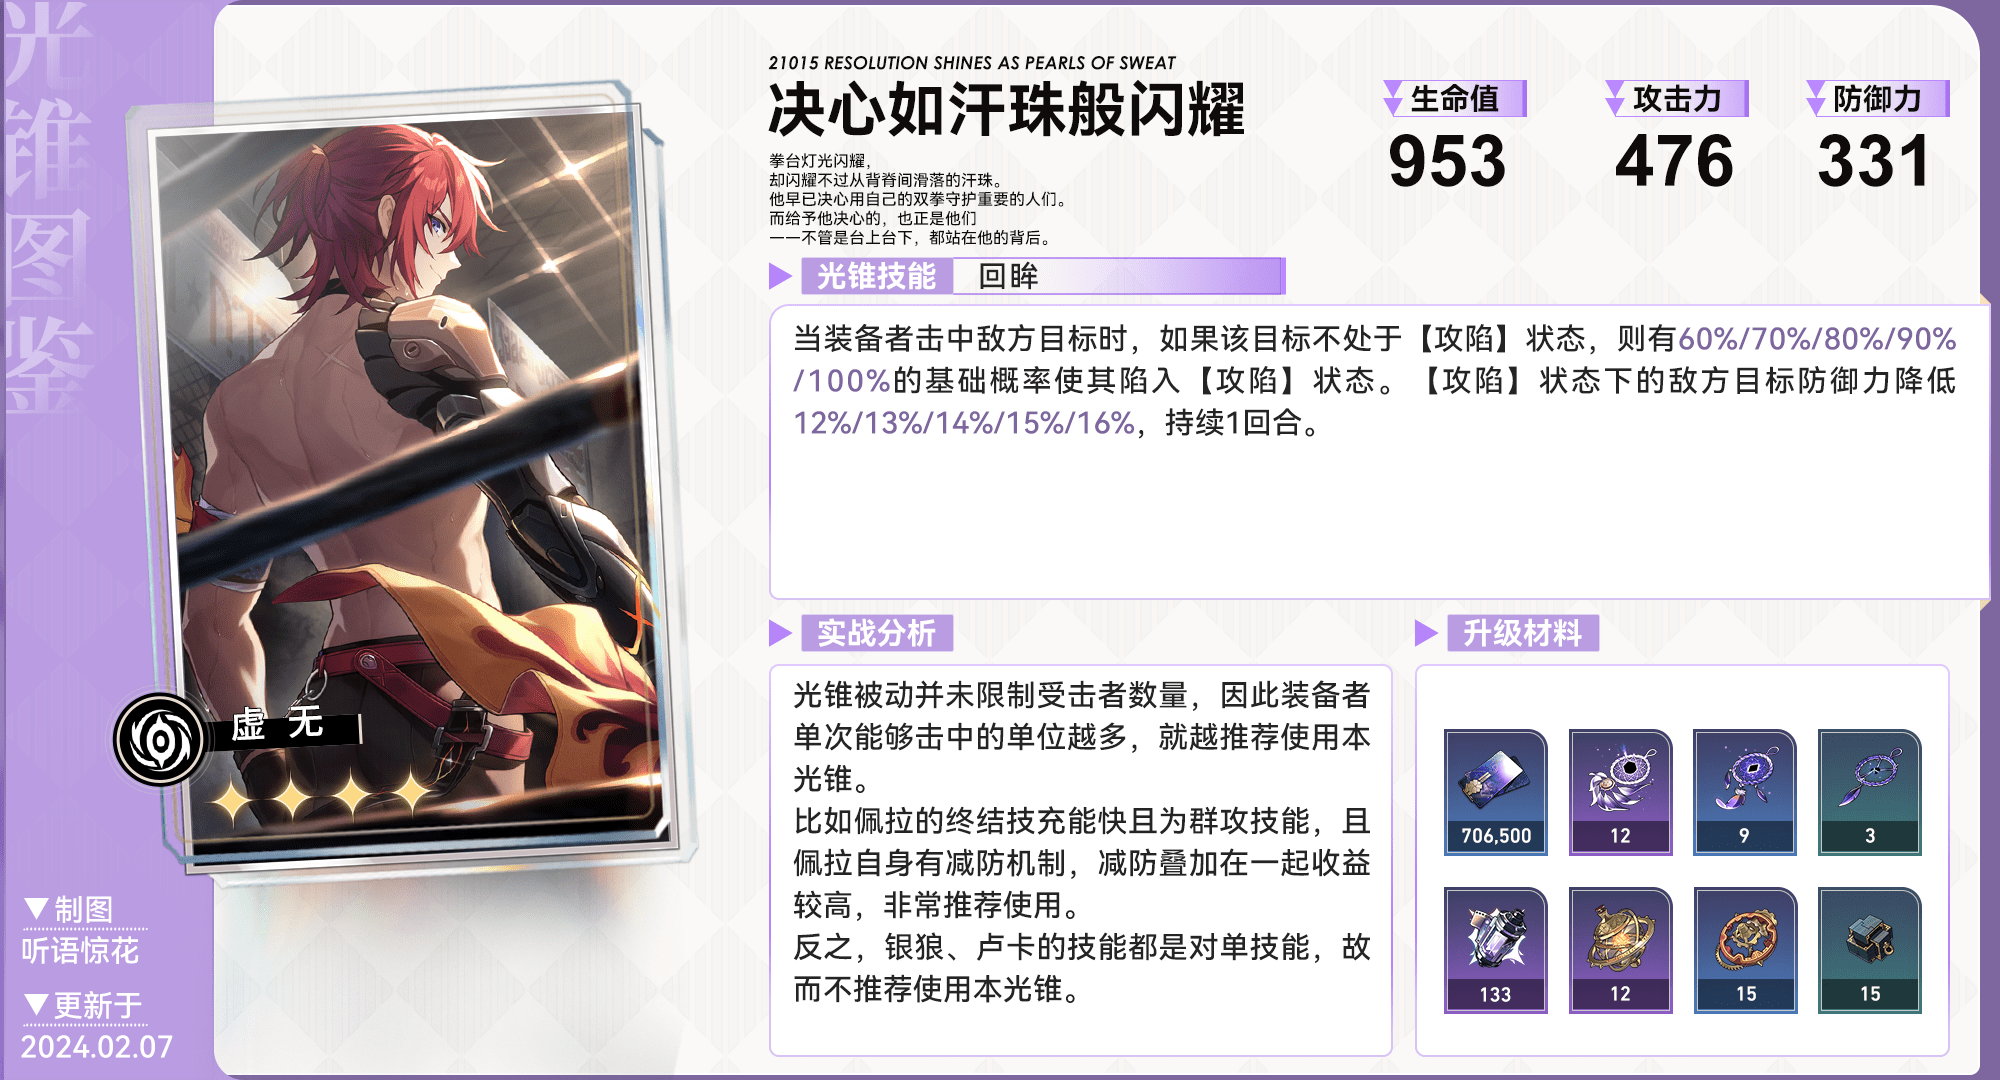 光锥图鉴
21015 RESOLUTION SHINES AS PEARLS OF SWEAT
决心如汗珠般闪耀
拳台灯光闪耀，
却闪耀不过从背脊间滑落的汗珠。
他早已决心用自己的双拳守护重要的人们。
而给予他决心的，也正是他们
——不管是台上台下，都站在他的背后。
生命值
953
攻击力
476
防御力
331
光锥技能 回眸
当装备者击中敌方目标时，如果该目标不处于【攻陷】状态，则有60%/70%/80%/90%
/100%的基础概率使其陷入【攻陷】状态。【攻陷】状态下的敌方目标防御力降低
12%/13%/14%/15%/16%，持续1回合。
虚无
实战分析
光锥被动并未限制受击者数量，因此装备者
单次能够击中的单位越多，就越推荐使用本
光锥。
比如佩拉的终结技充能快且为群攻技能，且
佩拉自身有减防机制，减防叠加在一起收益
较高，非常推荐使用。
反之，银狼、卢卡的技能都是对单技能，故
而不推荐使用本光锥。
升级材料
706,500 12 9 3
133 12 15 15
▼制图
听语惊花
▼更新于
2024.02.07